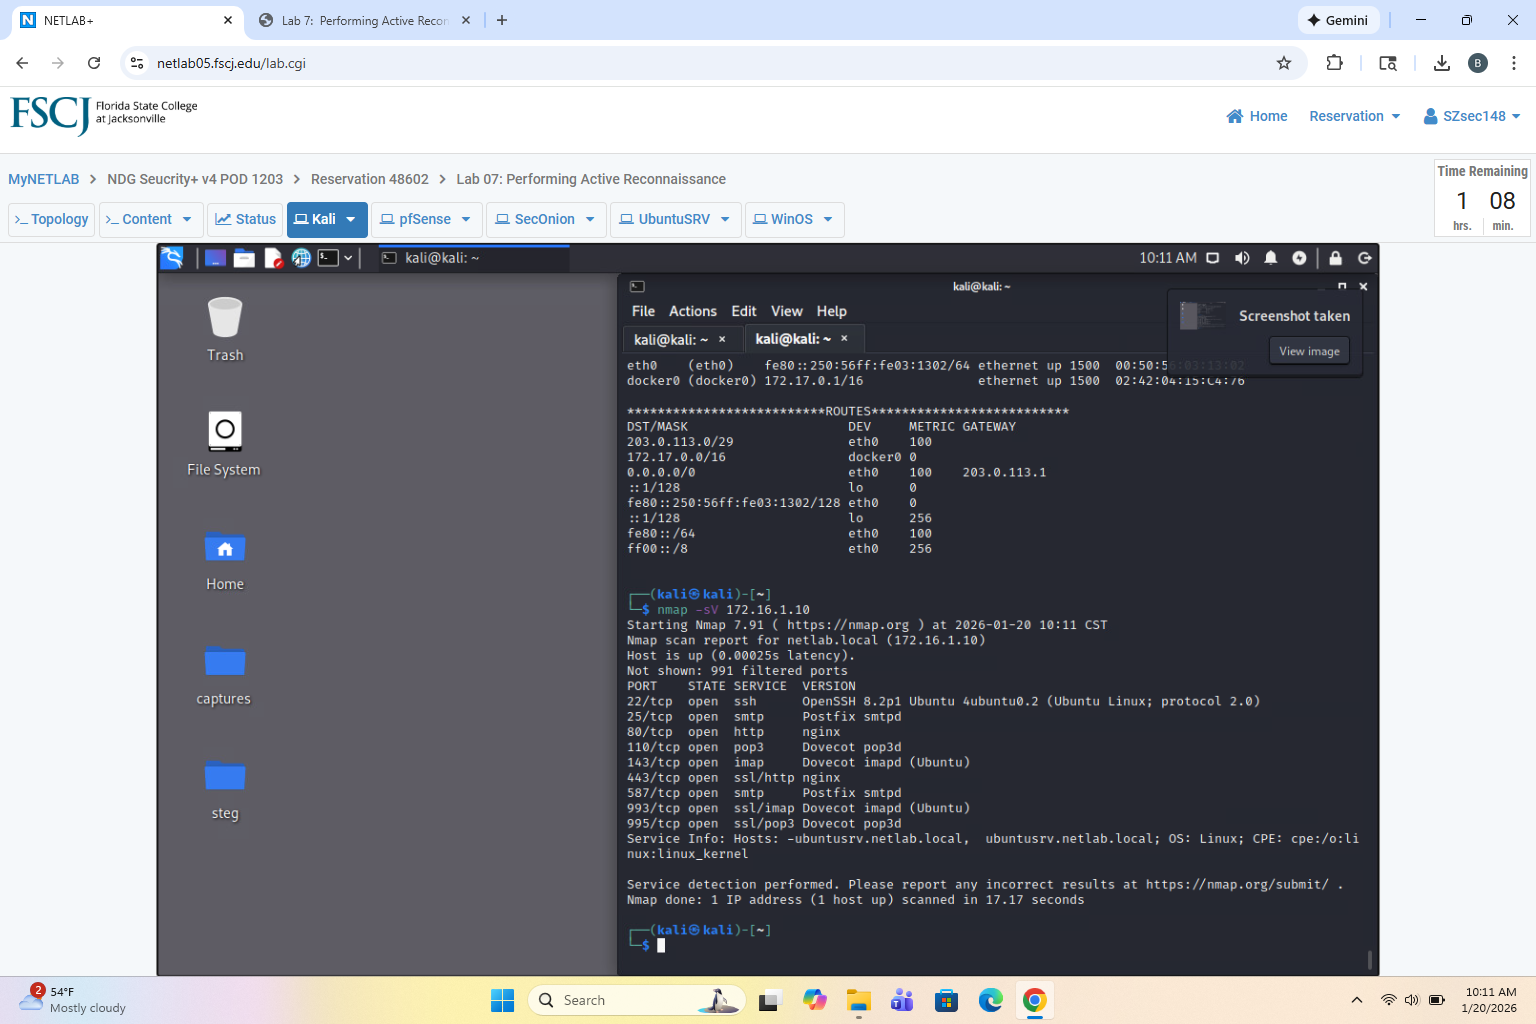 NETLAB+
Lab 7: Performing Active Recor
Gemini
netlab05.fscj.edu/lab.cgi
B
FSCJ
Florida State College
at Jacksonville
Home
Reservation
SZsec148
MyNETLAB > NDG Seucrity+ v4 POD 1203 > Reservation 48602 > Lab 07: Performing Active Reconnaissance
Time Remaining
1 08
hrs. min.
>_ Topology
>_ Content
Status
Kali
pfSense
SecOnion
UbuntuSRV
WinOS
kali@kali: ~
10:11 AM
Trash
File System
Home
captures
steg
kali@kali: ~
File Actions Edit View Help
kali@kali: ~ ×
kali@kali: ~ ×
Screenshot taken
View image
eth0 (eth0) fe80::250:56ff:fe03:1302/64 ethernet up 1500 00:50:56:03:13:02
docker0 (docker0) 172.17.0.1/16 ethernet up 1500 02:42:04:15:C4:76
**************************ROUTES**************************
DST/MASK DEV METRIC GATEWAY
203.0.113.0/29 eth0 100
172.17.0.0/16 docker0 0
0.0.0.0/0 eth0 100 203.0.113.1
::1/128 lo 0
fe80::250:56ff:fe03:1302/128 eth0 0
::1/128 lo 256
fe80::/64 eth0 100
ff00::/8 eth0 256
┌──(kali㉿kali)-[~]
└─$ nmap -sV 172.16.1.10
Starting Nmap 7.91 ( https://nmap.org ) at 2026-01-20 10:11 CST
Nmap scan report for netlab.local (172.16.1.10)
Host is up (0.00025s latency).
Not shown: 991 filtered ports
PORT STATE SERVICE VERSION
22/tcp open ssh OpenSSH 8.2p1 Ubuntu 4ubuntu0.2 (Ubuntu Linux; protocol 2.0)
25/tcp open smtp Postfix smtpd
80/tcp open http nginx
110/tcp open pop3 Dovecot pop3d
143/tcp open imap Dovecot imapd (Ubuntu)
443/tcp open ssl/http nginx
587/tcp open smtp Postfix smtpd
993/tcp open ssl/imap Dovecot imapd (Ubuntu)
995/tcp open ssl/pop3 Dovecot pop3d
Service Info: Hosts: -ubuntusrv.netlab.local, ubuntusrv.netlab.local; OS: Linux; CPE: cpe:/o:li
nux:linux_kernel
Service detection performed. Please report any incorrect results at https://nmap.org/submit/ .
Nmap done: 1 IP address (1 host up) scanned in 17.17 seconds
┌──(kali㉿kali)-[~]
└─$
2
54°F
Mostly cloudy
Search
10:11 AM
1/20/2026